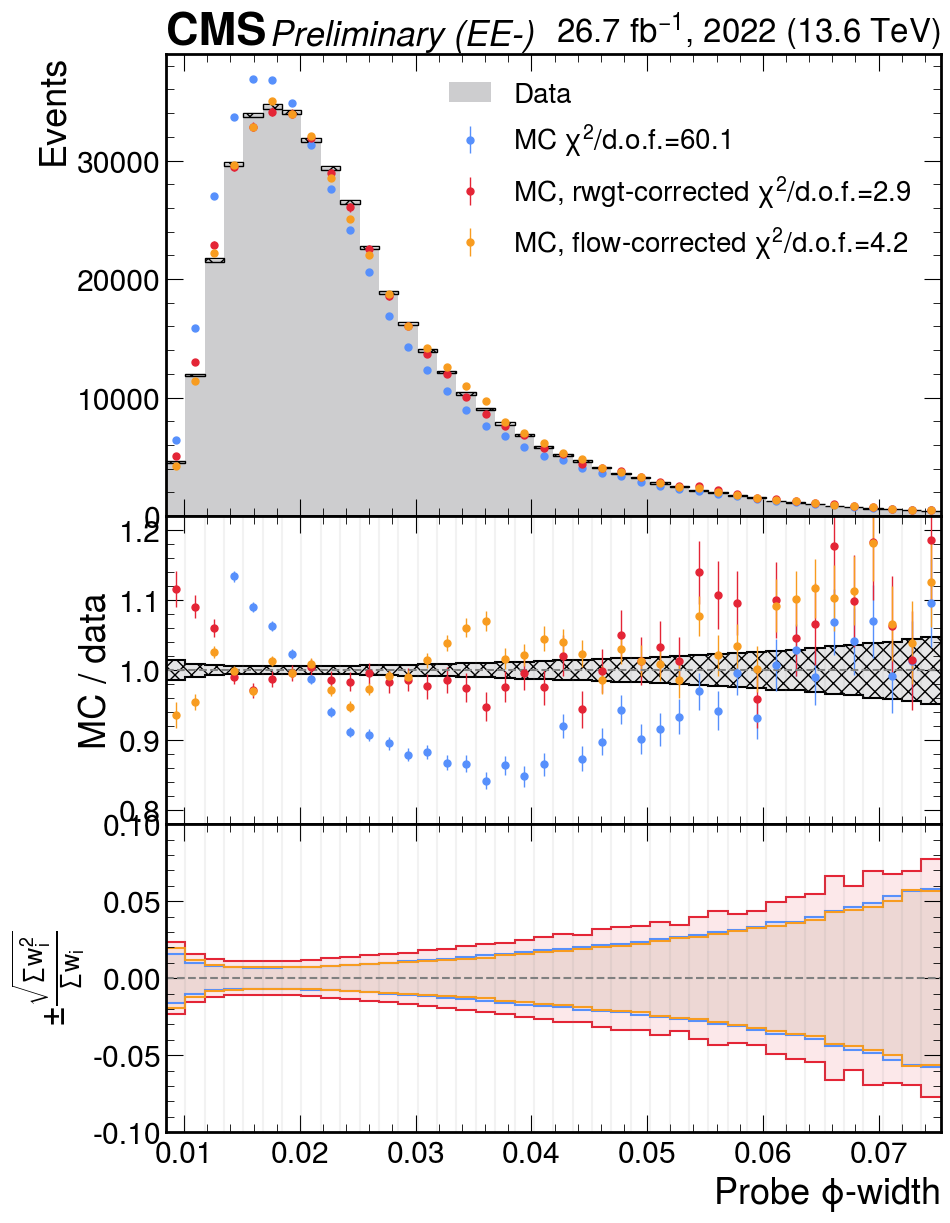 CMS Preliminary (EE-) 26.7 fb⁻¹, 2022 (13.6 TeV)
Events
Data
MC χ²/d.o.f.=60.1
MC, rwgt-corrected χ²/d.o.f.=2.9
MC, flow-corrected χ²/d.o.f.=4.2
30000
20000
10000
0
MC / data
1.2
1.1
1.0
0.9
0.8
±√Σwᵢ²/Σwᵢ
0.10
0.05
0.00
-0.05
-0.10
0.01 0.02 0.03 0.04 0.05 0.06 0.07
Probe ϕ-width